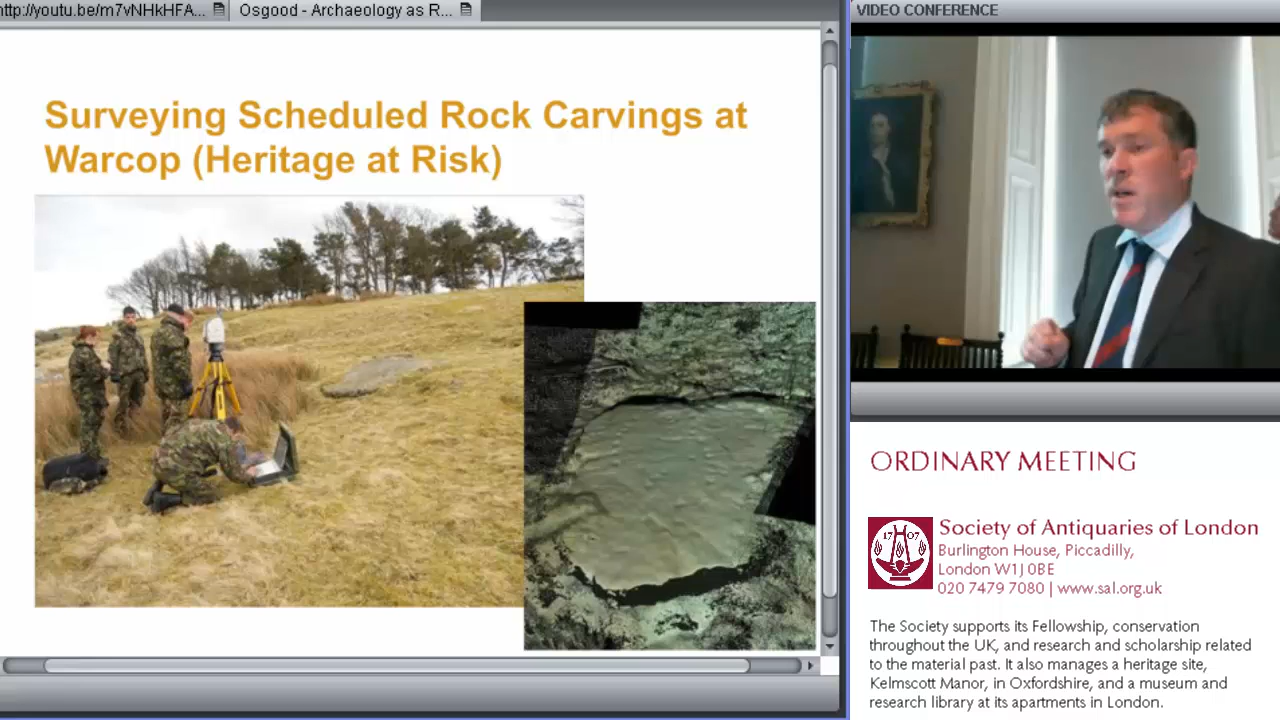 http://youtu.be/m7vNHkHFA...
Osgood - Archaeology as R...
VIDEO CONFERENCE
Surveying Scheduled Rock Carvings at
Warcop (Heritage at Risk)
ORDINARY MEETING
1707
Society of Antiquaries of London
Burlington House, Piccadilly,
London W1J 0BE
020 7479 7080 | www.sal.org.uk
The Society supports its Fellowship, conservation
throughout the UK, and research and scholarship related
to the material past. It also manages a heritage site,
Kelmscott Manor, in Oxfordshire, and a museum and
research library at its apartments in London.